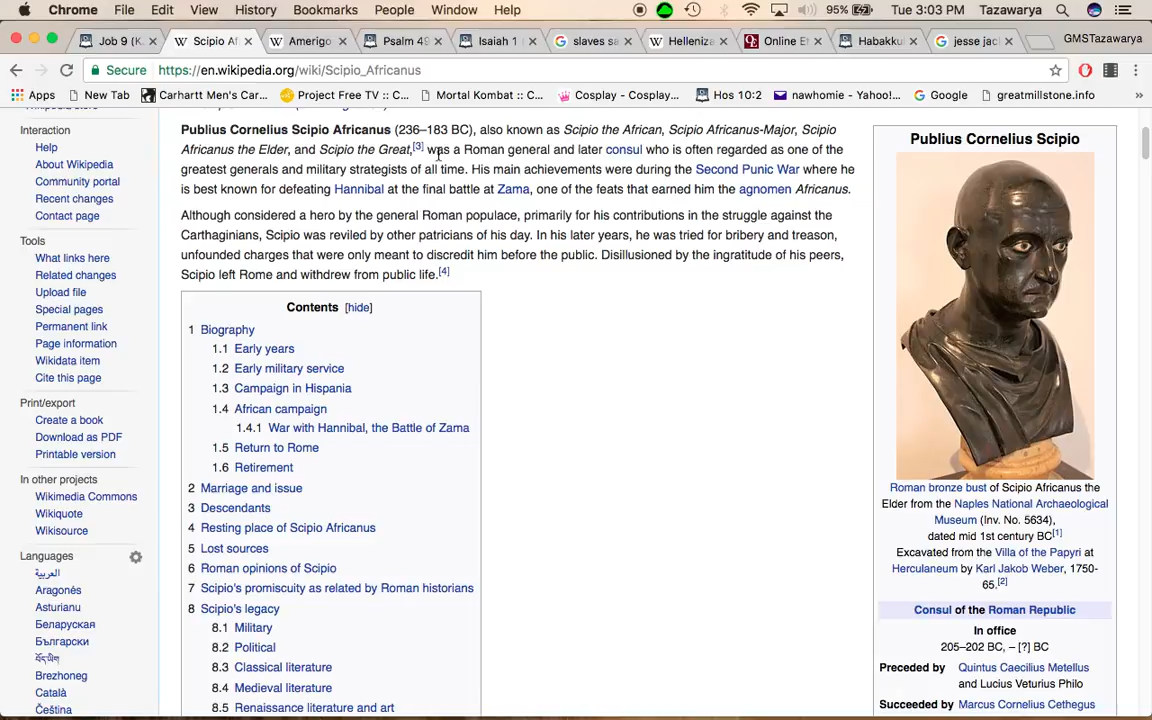 Chrome File Edit View History Bookmarks People Window Help 95% Tue 3:03 PM Tazawarya
Job 9 (K Scipio Af Amerigo Psalm 49 Isaiah 1 slaves sa Helleniza Online E Habakku jesse jac GMSTazawarya
Secure https://en.wikipedia.org/wiki/Scipio_Africanus
Apps New Tab Carhartt Men's Car... Project Free TV :: C... Mortal Kombat :: C... Cosplay - Cosplay... Hos 10:2 nawhomie - Yahoo!... Google greatmillstone.info
Interaction
Help
About Wikipedia
Community portal
Recent changes
Contact page
Tools
What links here
Related changes
Upload file
Special pages
Permanent link
Page information
Wikidata item
Cite this page
Print/export
Create a book
Download as PDF
Printable version
In other projects
Wikimedia Commons
Wikiquote
Wikisource
Languages
العربية
Aragonés
Asturianu
Беларуская
Български
བོད་ཡིག
Brezhoneg
Català
Čeština
Publius Cornelius Scipio Africanus (236–183 BC), also known as Scipio the African, Scipio Africanus-Major, Scipio
Africanus the Elder, and Scipio the Great,[3] was a Roman general and later consul who is often regarded as one of the
greatest generals and military strategists of all time. His main achievements were during the Second Punic War where he
is best known for defeating Hannibal at the final battle at Zama, one of the feats that earned him the agnomen Africanus.
Although considered a hero by the general Roman populace, primarily for his contributions in the struggle against the
Carthaginians, Scipio was reviled by other patricians of his day. In his later years, he was tried for bribery and treason,
unfounded charges that were only meant to discredit him before the public. Disillusioned by the ingratitude of his peers,
Scipio left Rome and withdrew from public life.[4]
Contents [hide]
1 Biography
1.1 Early years
1.2 Early military service
1.3 Campaign in Hispania
1.4 African campaign
1.4.1 War with Hannibal, the Battle of Zama
1.5 Return to Rome
1.6 Retirement
2 Marriage and issue
3 Descendants
4 Resting place of Scipio Africanus
5 Lost sources
6 Roman opinions of Scipio
7 Scipio's promiscuity as related by Roman historians
8 Scipio's legacy
8.1 Military
8.2 Political
8.3 Classical literature
8.4 Medieval literature
8.5 Renaissance literature and art
Publius Cornelius Scipio
Roman bronze bust of Scipio Africanus the
Elder from the Naples National Archaeological
Museum (Inv. No. 5634),
dated mid 1st century BC[1]
Excavated from the Villa of the Papyri at
Herculaneum by Karl Jakob Weber, 1750-
65.[2]
Consul of the Roman Republic
In office
205–202 BC, – [?] BC
Preceded by Quintus Caecilius Metellus
and Lucius Veturius Philo
Succeeded by Marcus Cornelius Cethegus